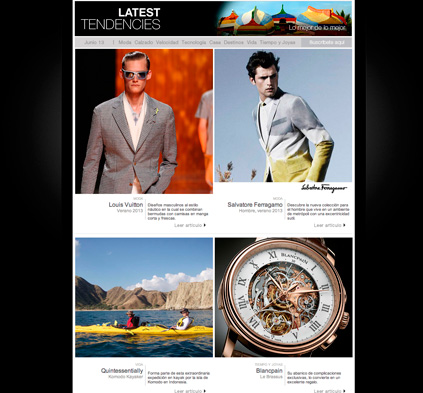 LATEST
TENDENCIES
Lo mejor de lo mejor
Junio 13 | Moda Calzado Velocidad Tecnología Casa Destinos Vida Tiempo y Joyas Suscríbete aquí
Salvatore Ferragamo
MODA
Louis Vuitton
Verano 2013
Diseños masculinos al estilo
náutico en la cual se combinan
bermudas con camisas en manga
corta y frescas.
Leer artículo
MODA
Salvatore Ferragamo
Hombre, verano 2013
Descubre la nueva colección para
el hombre que vive en un ambiente
de metrópoli con una excentricidad
sutil.
Leer artículo
BLANCPAIN
VIDA
Quintessentially
Komodo Kayaker
Forma parte de esta extraordinaria
expedición en kayak por la isla de
Komodo en Indonesia.
Leer artículo
TIEMPO Y JOYAS
Blancpain
Le Brassus
Su abanico de complicaciones
exclusivas, lo convierte en un
excelente regalo.
Leer artículo